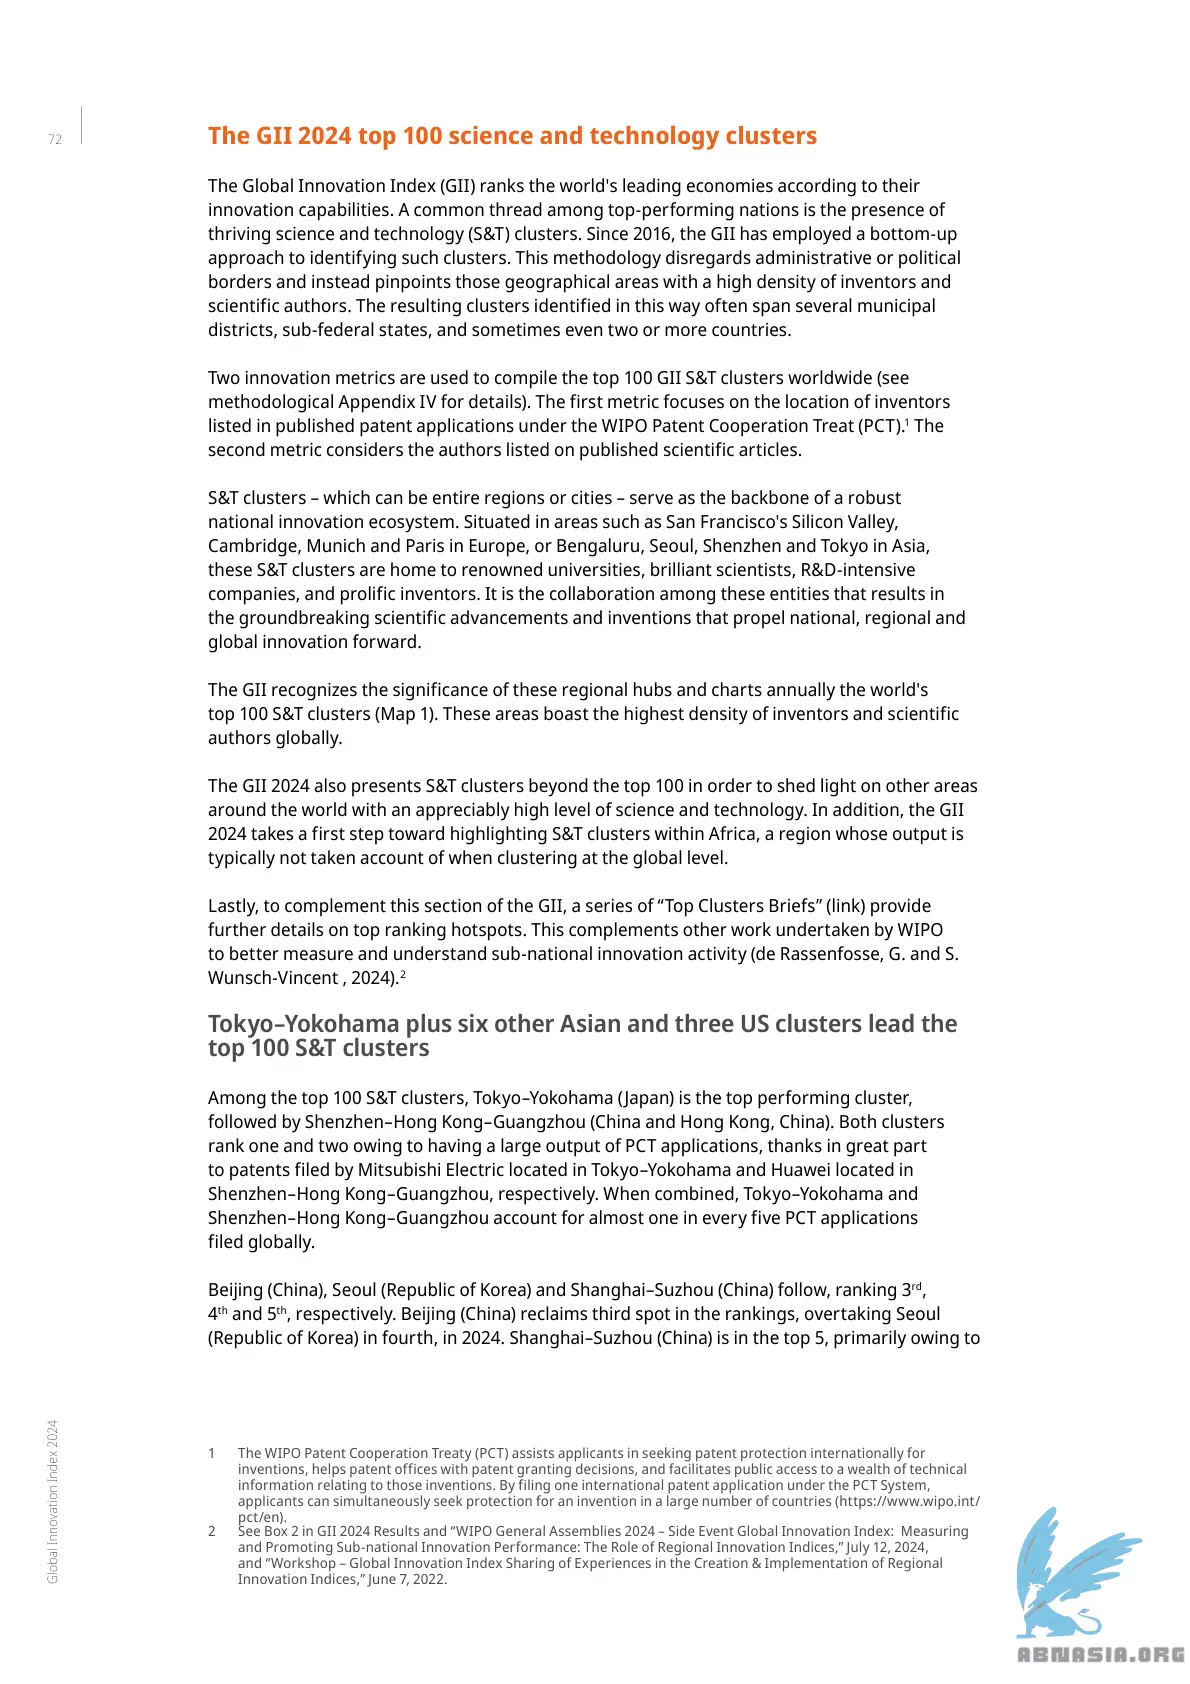 72
The GII 2024 top 100 science and technology clusters
The Global Innovation Index (GII) ranks the world's leading economies according to their
innovation capabilities. A common thread among top-performing nations is the presence of
thriving science and technology (S&T) clusters. Since 2016, the GII has employed a bottom-up
approach to identifying such clusters. This methodology disregards administrative or political
borders and instead pinpoints those geographical areas with a high density of inventors and
scientific authors. The resulting clusters identified in this way often span several municipal
districts, sub-federal states, and sometimes even two or more countries.
Two innovation metrics are used to compile the top 100 GII S&T clusters worldwide (see
methodological Appendix IV for details). The first metric focuses on the location of inventors
listed in published patent applications under the WIPO Patent Cooperation Treat (PCT).¹ The
second metric considers the authors listed on published scientific articles.
S&T clusters – which can be entire regions or cities – serve as the backbone of a robust
national innovation ecosystem. Situated in areas such as San Francisco's Silicon Valley,
Cambridge, Munich and Paris in Europe, or Bengaluru, Seoul, Shenzhen and Tokyo in Asia,
these S&T clusters are home to renowned universities, brilliant scientists, R&D-intensive
companies, and prolific inventors. It is the collaboration among these entities that results in
the groundbreaking scientific advancements and inventions that propel national, regional and
global innovation forward.
The GII recognizes the significance of these regional hubs and charts annually the world's
top 100 S&T clusters (Map 1). These areas boast the highest density of inventors and scientific
authors globally.
The GII 2024 also presents S&T clusters beyond the top 100 in order to shed light on other areas
around the world with an appreciably high level of science and technology. In addition, the GII
2024 takes a first step toward highlighting S&T clusters within Africa, a region whose output is
typically not taken account of when clustering at the global level.
Lastly, to complement this section of the GII, a series of “Top Clusters Briefs” (link) provide
further details on top ranking hotspots. This complements other work undertaken by WIPO
to better measure and understand sub-national innovation activity (de Rassenfosse, G. and S.
Wunsch-Vincent , 2024).²
Tokyo–Yokohama plus six other Asian and three US clusters lead the
top 100 S&T clusters
Among the top 100 S&T clusters, Tokyo–Yokohama (Japan) is the top performing cluster,
followed by Shenzhen–Hong Kong–Guangzhou (China and Hong Kong, China). Both clusters
rank one and two owing to having a large output of PCT applications, thanks in great part
to patents filed by Mitsubishi Electric located in Tokyo–Yokohama and Huawei located in
Shenzhen–Hong Kong–Guangzhou, respectively. When combined, Tokyo–Yokohama and
Shenzhen–Hong Kong–Guangzhou account for almost one in every five PCT applications
filed globally.
Beijing (China), Seoul (Republic of Korea) and Shanghai–Suzhou (China) follow, ranking 3rd,
4th and 5th, respectively. Beijing (China) reclaims third spot in the rankings, overtaking Seoul
(Republic of Korea) in fourth, in 2024. Shanghai–Suzhou (China) is in the top 5, primarily owing to
1 The WIPO Patent Cooperation Treaty (PCT) assists applicants in seeking patent protection internationally for
inventions, helps patent offices with patent granting decisions, and facilitates public access to a wealth of technical
information relating to those inventions. By filing one international patent application under the PCT System,
applicants can simultaneously seek protection for an invention in a large number of countries (https://www.wipo.int/
pct/en).
2 See Box 2 in GII 2024 Results and “WIPO General Assemblies 2024 – Side Event Global Innovation Index: Measuring
and Promoting Sub-national Innovation Performance: The Role of Regional Innovation Indices,” July 12, 2024,
and “Workshop – Global Innovation Index Sharing of Experiences in the Creation & Implementation of Regional
Innovation Indices,” June 7, 2022.
Global Innovation Index 2024
ABNASIA.ORG